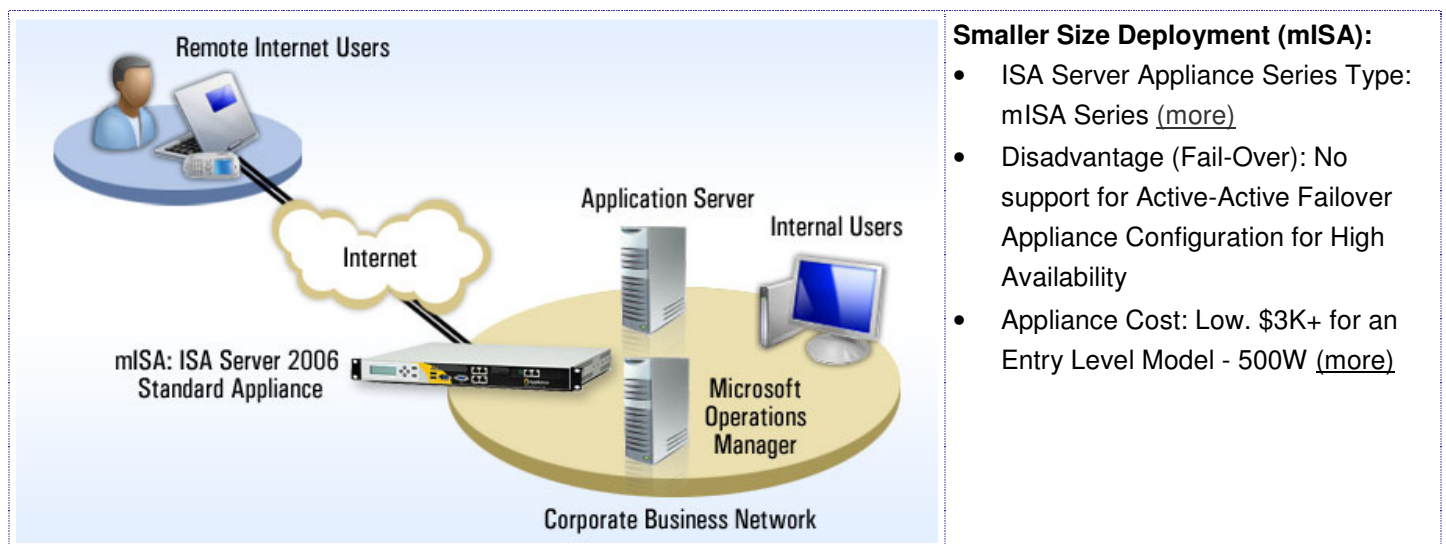 Remote Internet Users
Application Server
Internal Users
Internet
mISA: ISA Server 2006
Standard Appliance
Microsoft
Operations
Manager
Corporate Business Network
Smaller Size Deployment (mISA):
• ISA Server Appliance Series Type:
mISA Series (more)
• Disadvantage (Fail-Over): No
support for Active-Active Failover
Appliance Configuration for High
Availability
• Appliance Cost: Low. $3K+ for an
Entry Level Model - 500W (more)